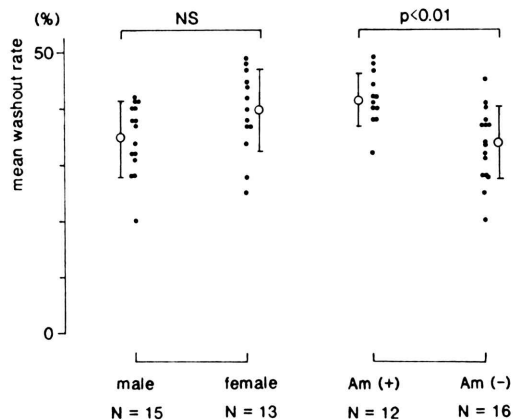 (%)
NS
p<0.01
50
mean washout rate
0
male
female
Am (+)
Am (−)
N = 15
N = 13
N = 12
N = 16